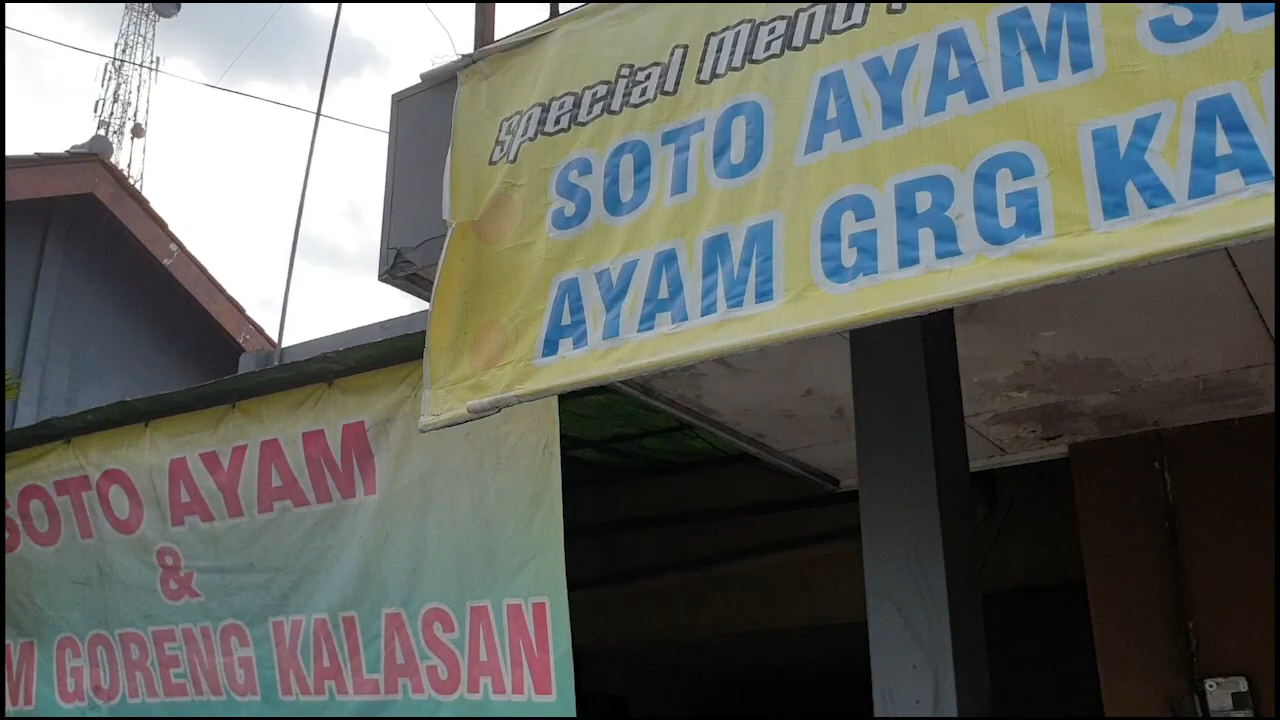 Special Menu
SOTO AYAM
AYAM GRG
SOTO AYAM
&
GORENG KALASAN